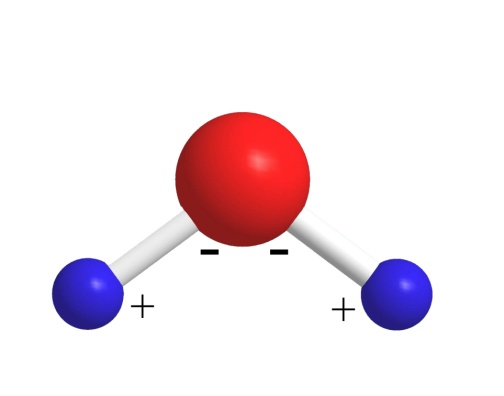 - -
+ +